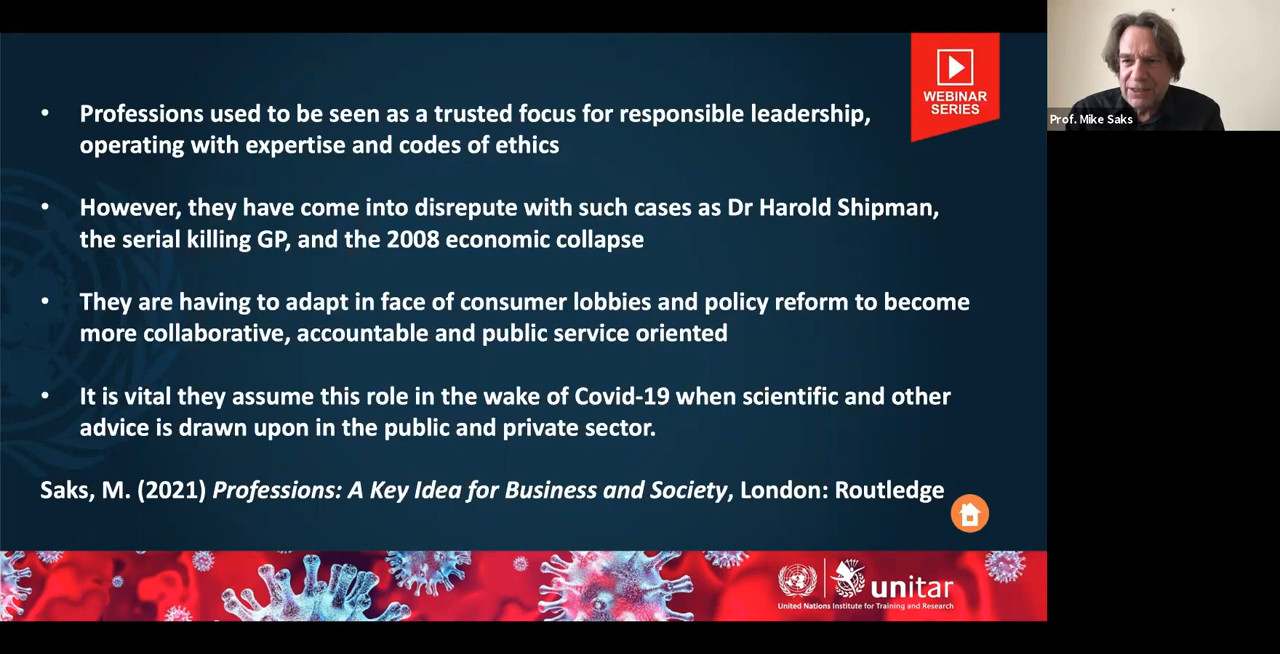 WEBINAR
SERIES
Prof. Mike Saks
• Professions used to be seen as a trusted focus for responsible leadership,
operating with expertise and codes of ethics
• However, they have come into disrepute with such cases as Dr Harold Shipman,
the serial killing GP, and the 2008 economic collapse
• They are having to adapt in face of consumer lobbies and policy reform to become
more collaborative, accountable and public service oriented
• It is vital they assume this role in the wake of Covid-19 when scientific and other
advice is drawn upon in the public and private sector.
Saks, M. (2021) Professions: A Key Idea for Business and Society, London: Routledge
unitar
United Nations Institute for Training and Research